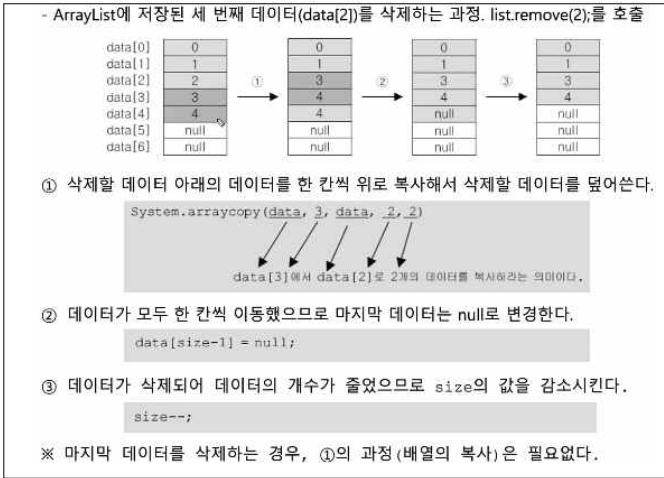 - ArrayList에 저장된 세 번째 데이터(data[2])를 삭제하는 과정. list.remove(2);를 호출
data[0] 0 0 0 0
data[1] 1 1 1 1
data[2] 2 ① 3 ② 3 ③ 3
data[3] 3 4 4 4
data[4] 4 4 null null
data[5] null null null null
data[6] null null null null
① 삭제할 데이터 아래의 데이터를 한 칸씩 위로 복사해서 삭제할 데이터를 덮어쓴다.
System.arraycopy(data, 3, data, 2,2)
data[3]에서 data[2]로 2개의 데이터를 복사하라는 의미이다.
② 데이터가 모두 한 칸씩 이동했으므로 마지막 데이터는 null로 변경한다.
data[size-1] = null;
③ 데이터가 삭제되어 데이터의 개수가 줄었으므로 size의 값을 감소시킨다.
size--;
※ 마지막 데이터를 삭제하는 경우, ①의 과정(배열의 복사)은 필요없다.